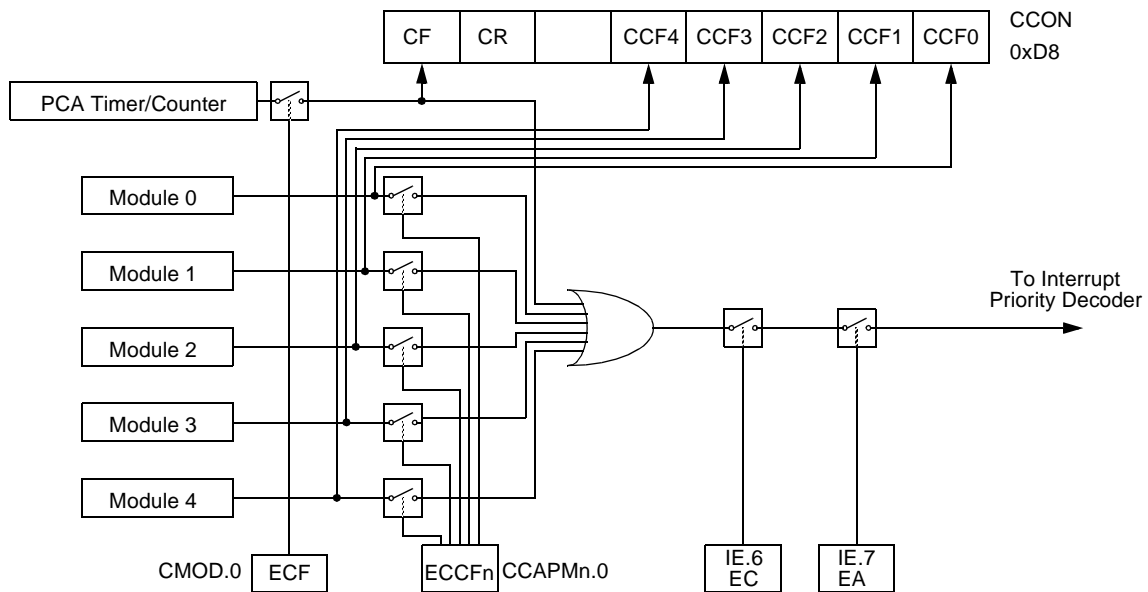 CF CR CCF4 CCF3 CCF2 CCF1 CCF0 CCON
0xD8
PCA Timer/Counter
Module 0
Module 1
Module 2
Module 3
Module 4
To Interrupt
Priority Decoder
CMOD.0 ECF
ECCFn CCAPMn.0
IE.6
EC
IE.7
EA